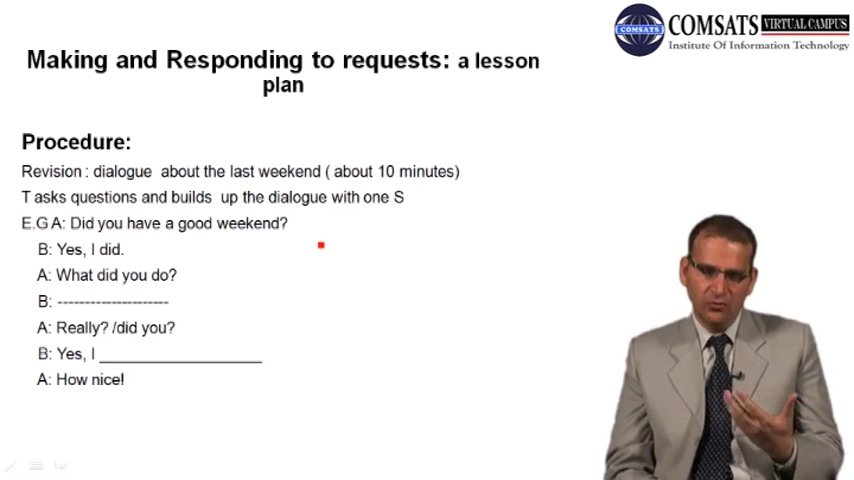 COMSATS VIRTUAL CAMPUS
Institute Of Information Technology
COMSATS
Making and Responding to requests: a lesson
plan
Procedure:
Revision : dialogue about the last weekend ( about 10 minutes)
T asks questions and builds up the dialogue with one S
E.G A: Did you have a good weekend?
B: Yes, I did.
A: What did you do?
B: ---------------------
A: Really? /did you?
B: Yes, I ____________________
A: How nice!